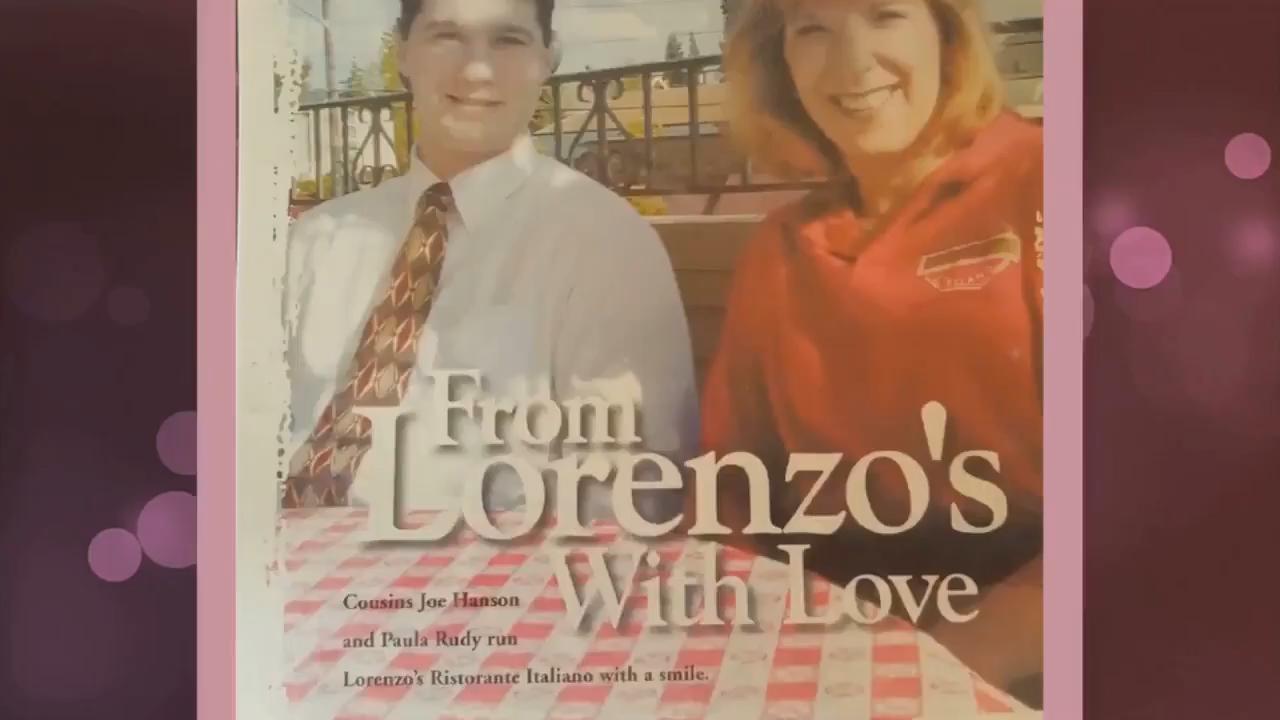 From
Lorenzo's
With Love
Cousins Joe Hanson
and Paula Rudy run
Lorenzo's Ristorante Italiano with a smile.